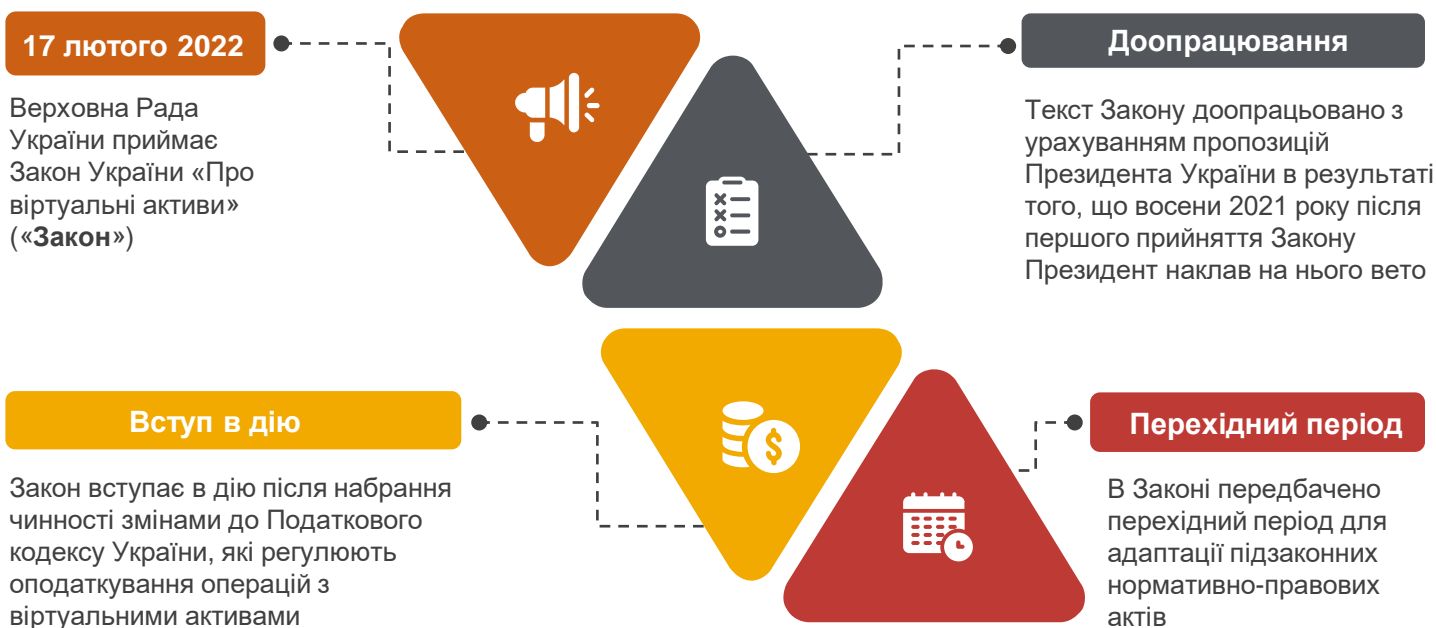 17 лютого 2022
Верховна Рада
України приймає
Закон України «Про
віртуальні активи»
(«Закон»)
Доопрацювання
Текст Закону доопрацьовано з
урахуванням пропозицій
Президента України в результаті
того, що восени 2021 року після
першого прийняття Закону
Президент наклав на нього вето
Вступ в дію
Закон вступає в дію після набрання
чинності змінами до Податкового
кодексу України, які регулюють
оподаткування операцій з
віртуальними активами
Перехідний період
В Законі передбачено
перехідний період для
адаптації підзаконних
нормативно-правових
актів